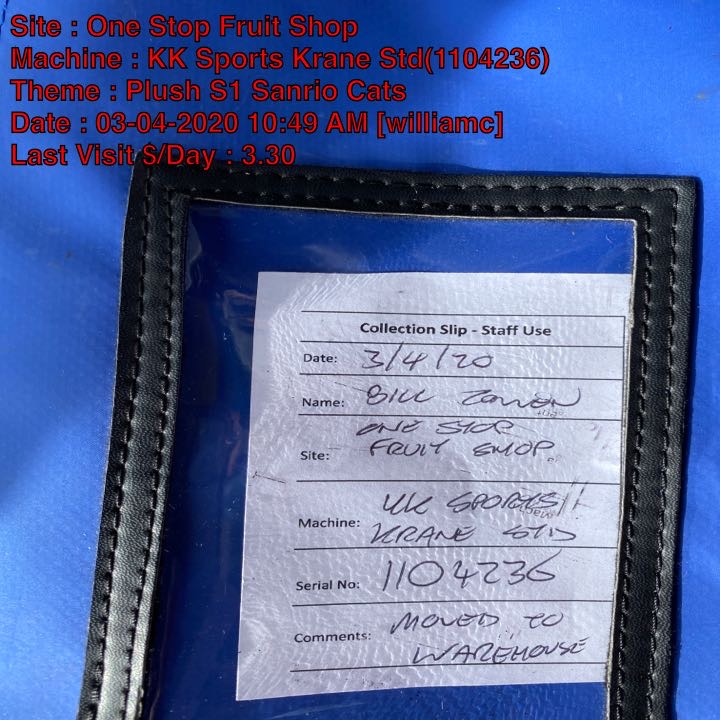 Site : One Stop Fruit Shop
Machine : KK Sports Krane Std(1104236)
Theme : Plush S1 Sanrio Cats
Date : 03-04-2020 10:49 AM [williamc]
Last Visit $/Day : 3.30
Collection Slip - Staff Use
Date: 3/4/20
Name: BILL
ONE STOP
Site: FRUIT SHOP
KK SPORTS
Machine: KRANE STD
Serial No: 1104236
Comments: MOVED TO
WAREHOUSE